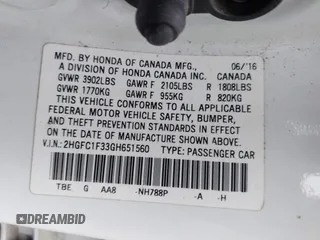 MFD. BY HONDA OF CANADA MFG., 06/'16
A DIVISION OF HONDA CANADA INC. CANADA
GVWR 3902LBS GAWR F 2105LBS R 1808LBS
GVWR 1770KG GAWR F 955KG R 820KG
THIS VEHICLE CONFORMS TO ALL APPLICABLE
FEDERAL MOTOR VEHICLE SAFETY, BUMPER,
AND THEFT PREVENTION STANDARDS IN EFFECT
ON THE DATE OF MANUFACTURE SHOWN ABOVE.
V.I.N.: 2HGFC1F33GH651560 TYPE: PASSENGER CAR
TBE G AA8 -NH788P -A -H
DREAMBID